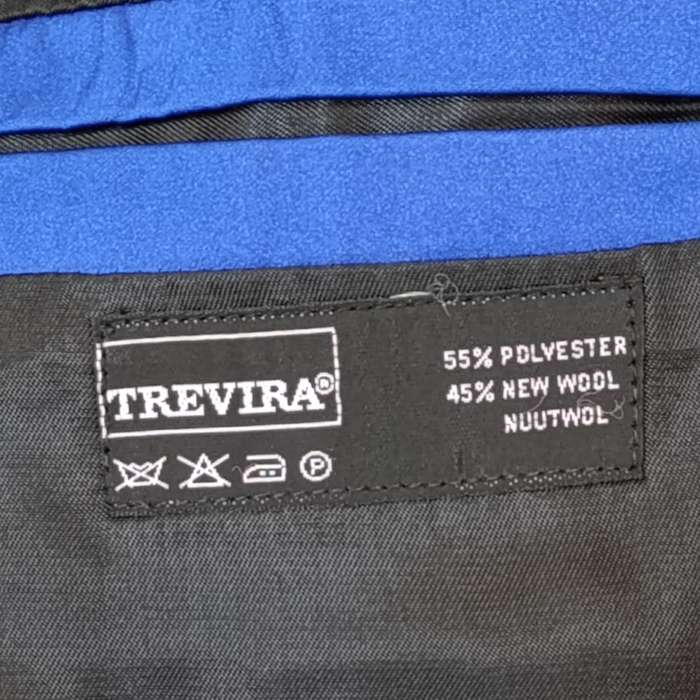 TREVIRA®
55% POLYESTER
45% NEW WOOL
NUUTWOL
P